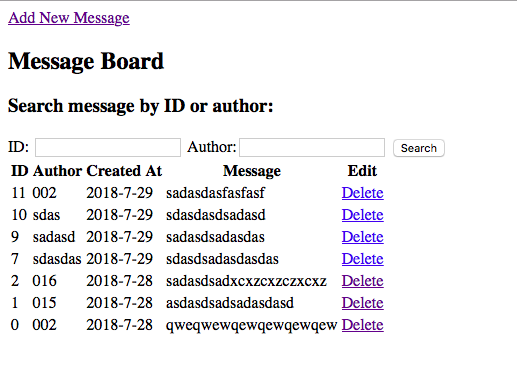 Add New Message
Message Board
Search message by ID or author:
ID: Author: Search
ID Author Created At Message Edit
11 002 2018-7-29 sadasdasfasfasf Delete
10 sdas 2018-7-29 sdasdasdsadasd Delete
9 sadasd 2018-7-29 sadasdsadasdas Delete
7 sdasdas 2018-7-29 sdasdsadasdasdas Delete
2 016 2018-7-28 sadasdsadxcxzcxzczxcxz Delete
1 015 2018-7-28 asdasdsadsadasdasd Delete
0 002 2018-7-28 qweqwewqewqewqewqew Delete